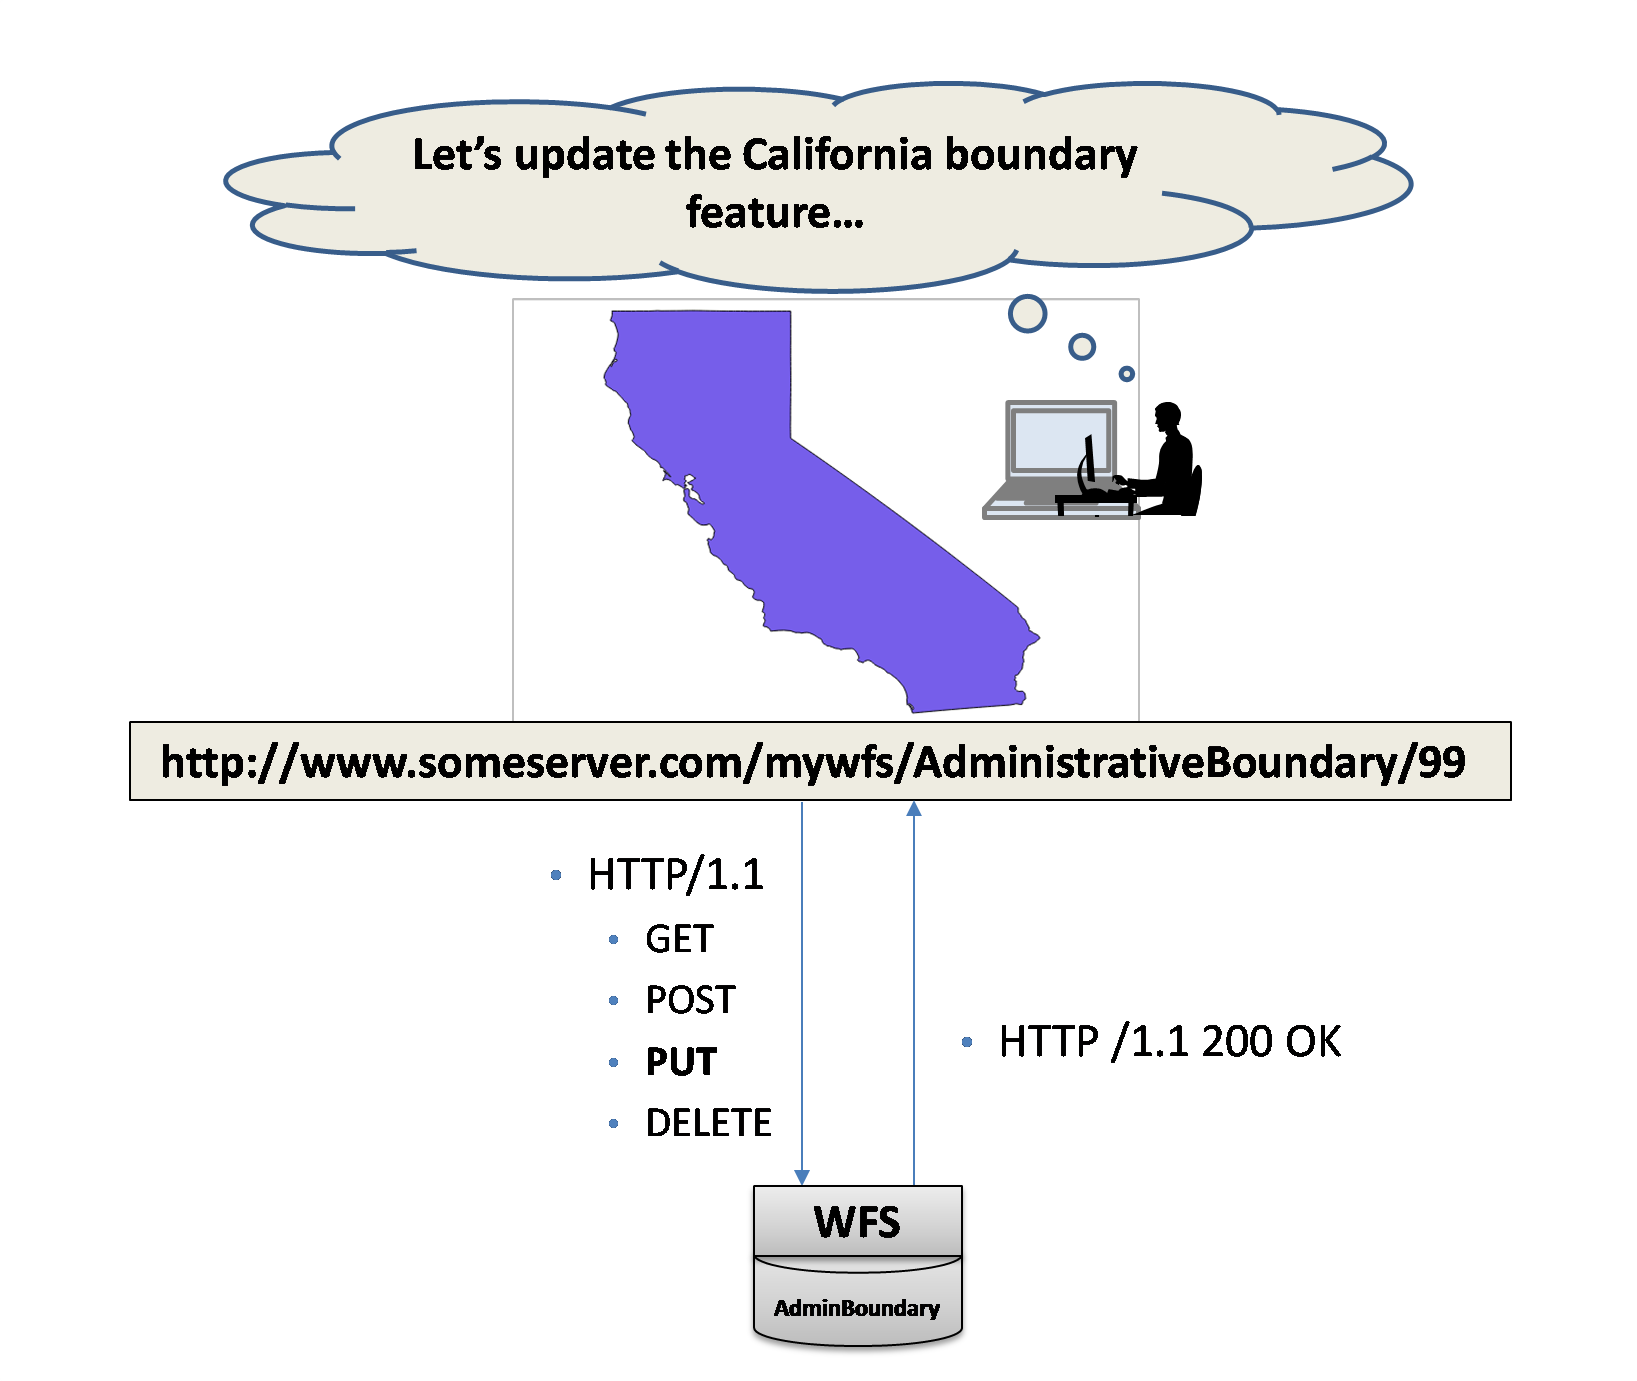 Let’s update the California boundary
feature…
http://www.someserver.com/mywfs/AdministrativeBoundary/99
• HTTP/1.1
• GET
• POST
• PUT
• DELETE
• HTTP /1.1 200 OK
WFS
AdminBoundary